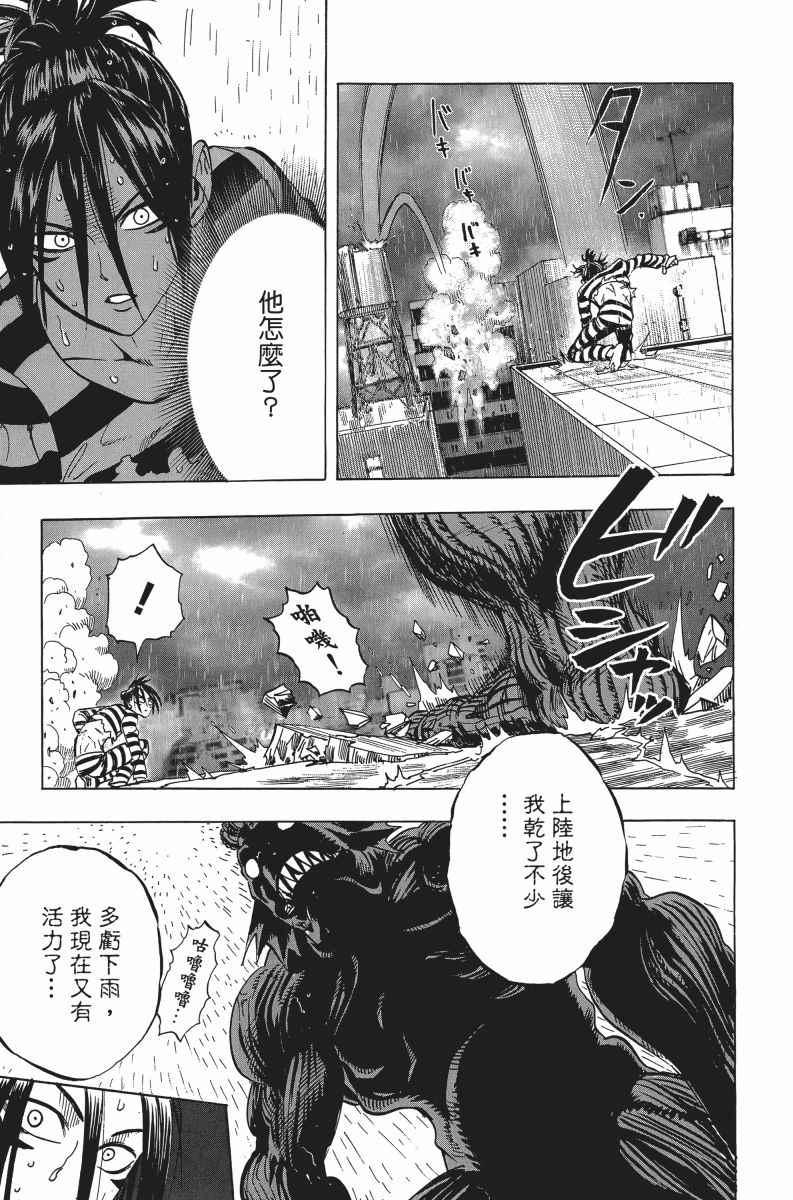 タン
バキ
バキ
バキ
他怎麼了？
ビシャッ
啪嘰！
！
上陸地後讓
我乾了不少
……
咕嚕嚕嚕…
多虧下雨，
我現在又有
活力了…